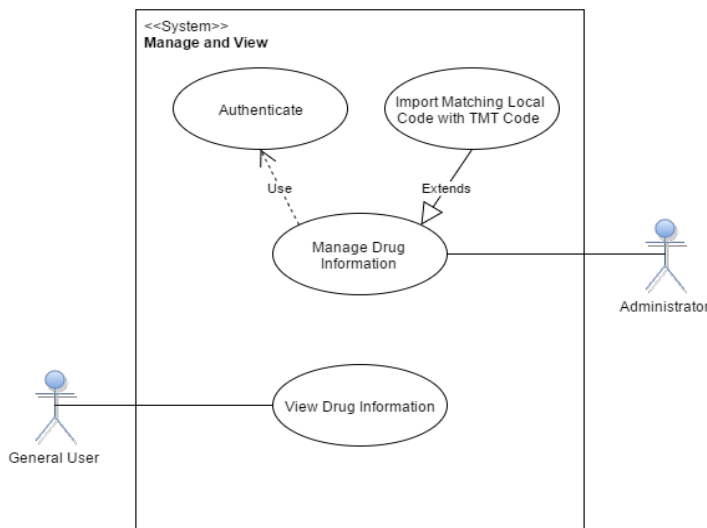 <<System>>
Manage and View
Authenticate
Import Matching Local
Code with TMT Code
Use
Extends
Manage Drug
Information
Administrator
View Drug Information
General User